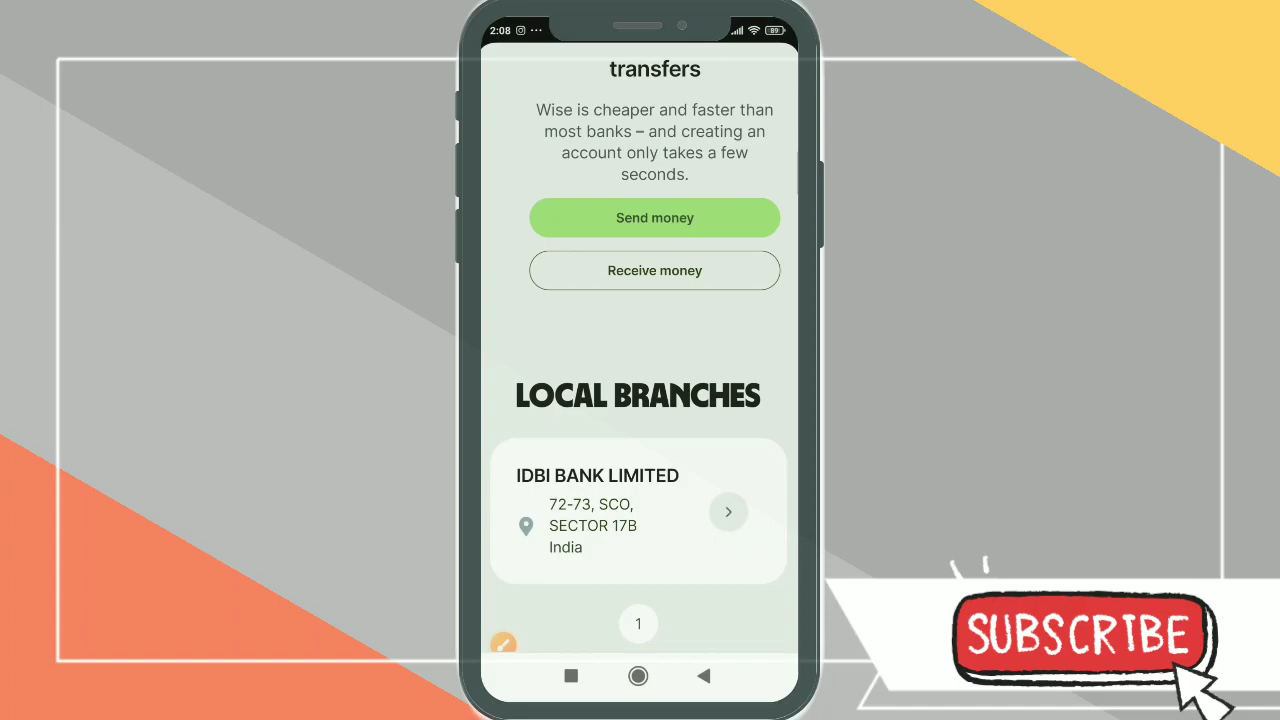 2:08
89
transfers
Wise is cheaper and faster than
most banks – and creating an
account only takes a few
seconds.
Send money
Receive money
LOCAL BRANCHES
IDBI BANK LIMITED
72-73, SCO,
SECTOR 17B
India
1
SUBSCRIBE